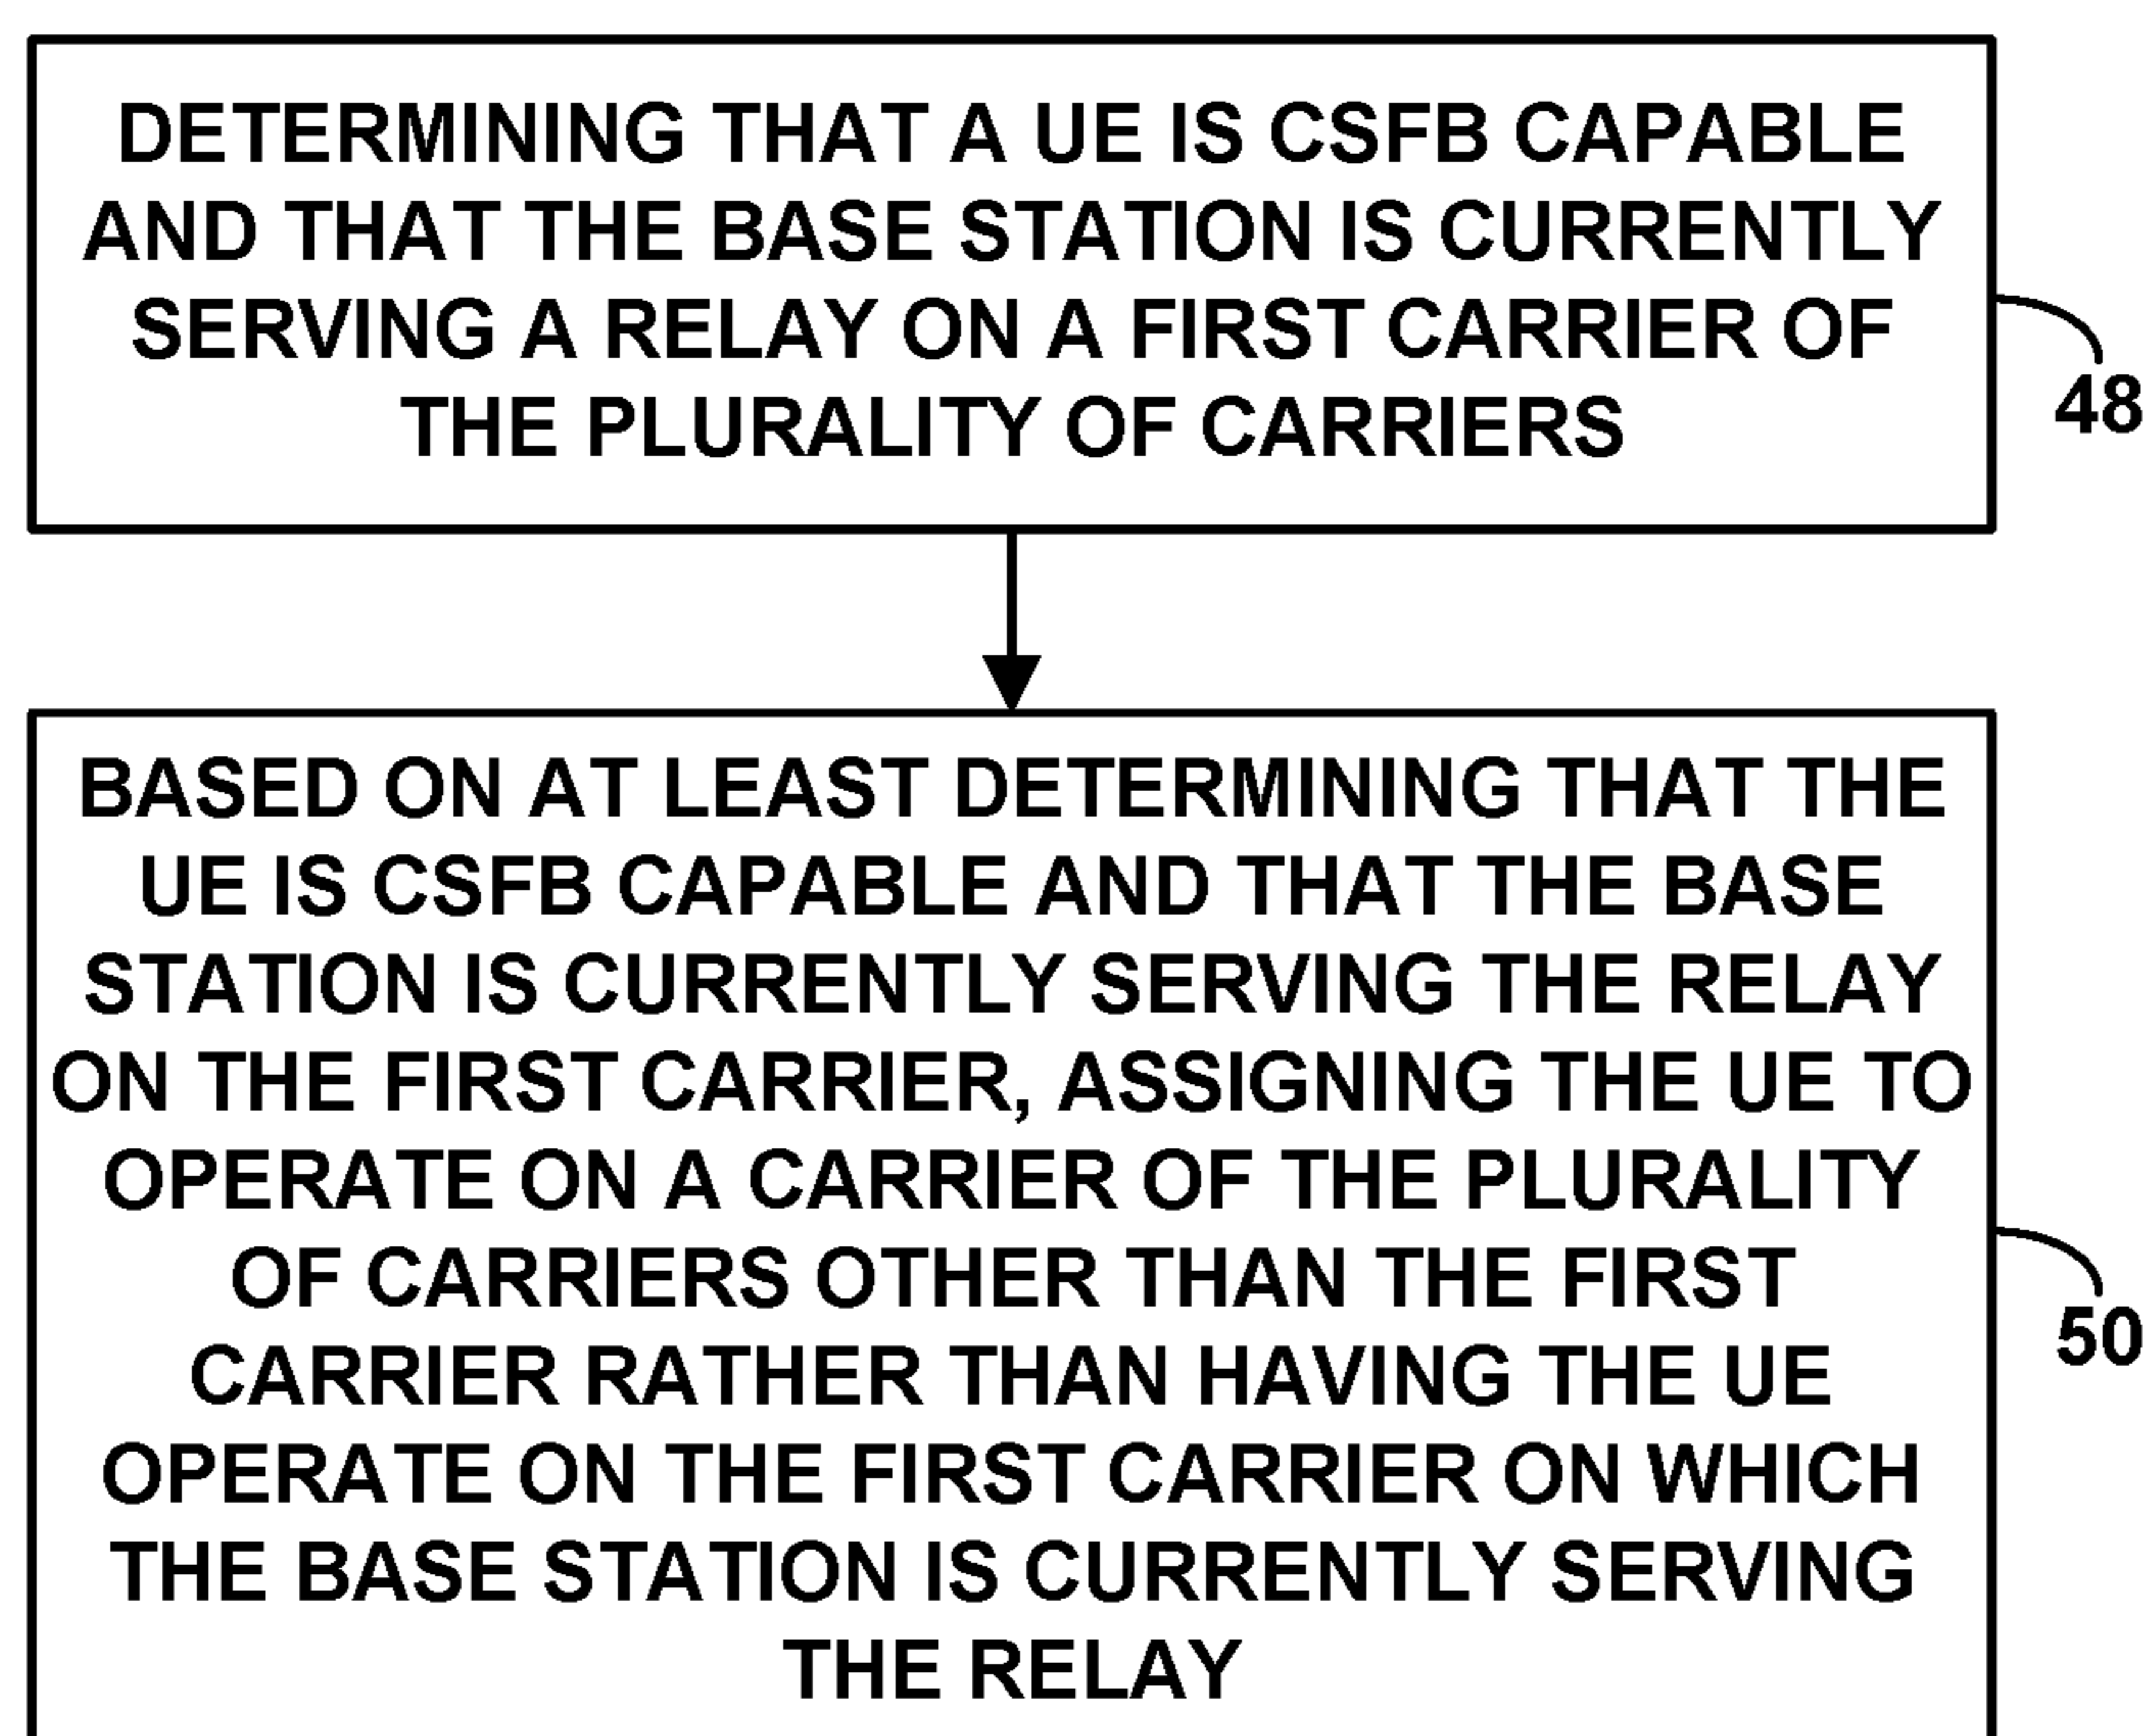 DETERMINING THAT A UE IS CSFB CAPABLE
AND THAT THE BASE STATION IS CURRENTLY
SERVING A RELAY ON A FIRST CARRIER OF
THE PLURALITY OF CARRIERS
48
BASED ON AT LEAST DETERMINING THAT THE
UE IS CSFB CAPABLE AND THAT THE BASE
STATION IS CURRENTLY SERVING THE RELAY
ON THE FIRST CARRIER, ASSIGNING THE UE TO
OPERATE ON A CARRIER OF THE PLURALITY
OF CARRIERS OTHER THAN THE FIRST
CARRIER RATHER THAN HAVING THE UE
OPERATE ON THE FIRST CARRIER ON WHICH
THE BASE STATION IS CURRENTLY SERVING
THE RELAY
50